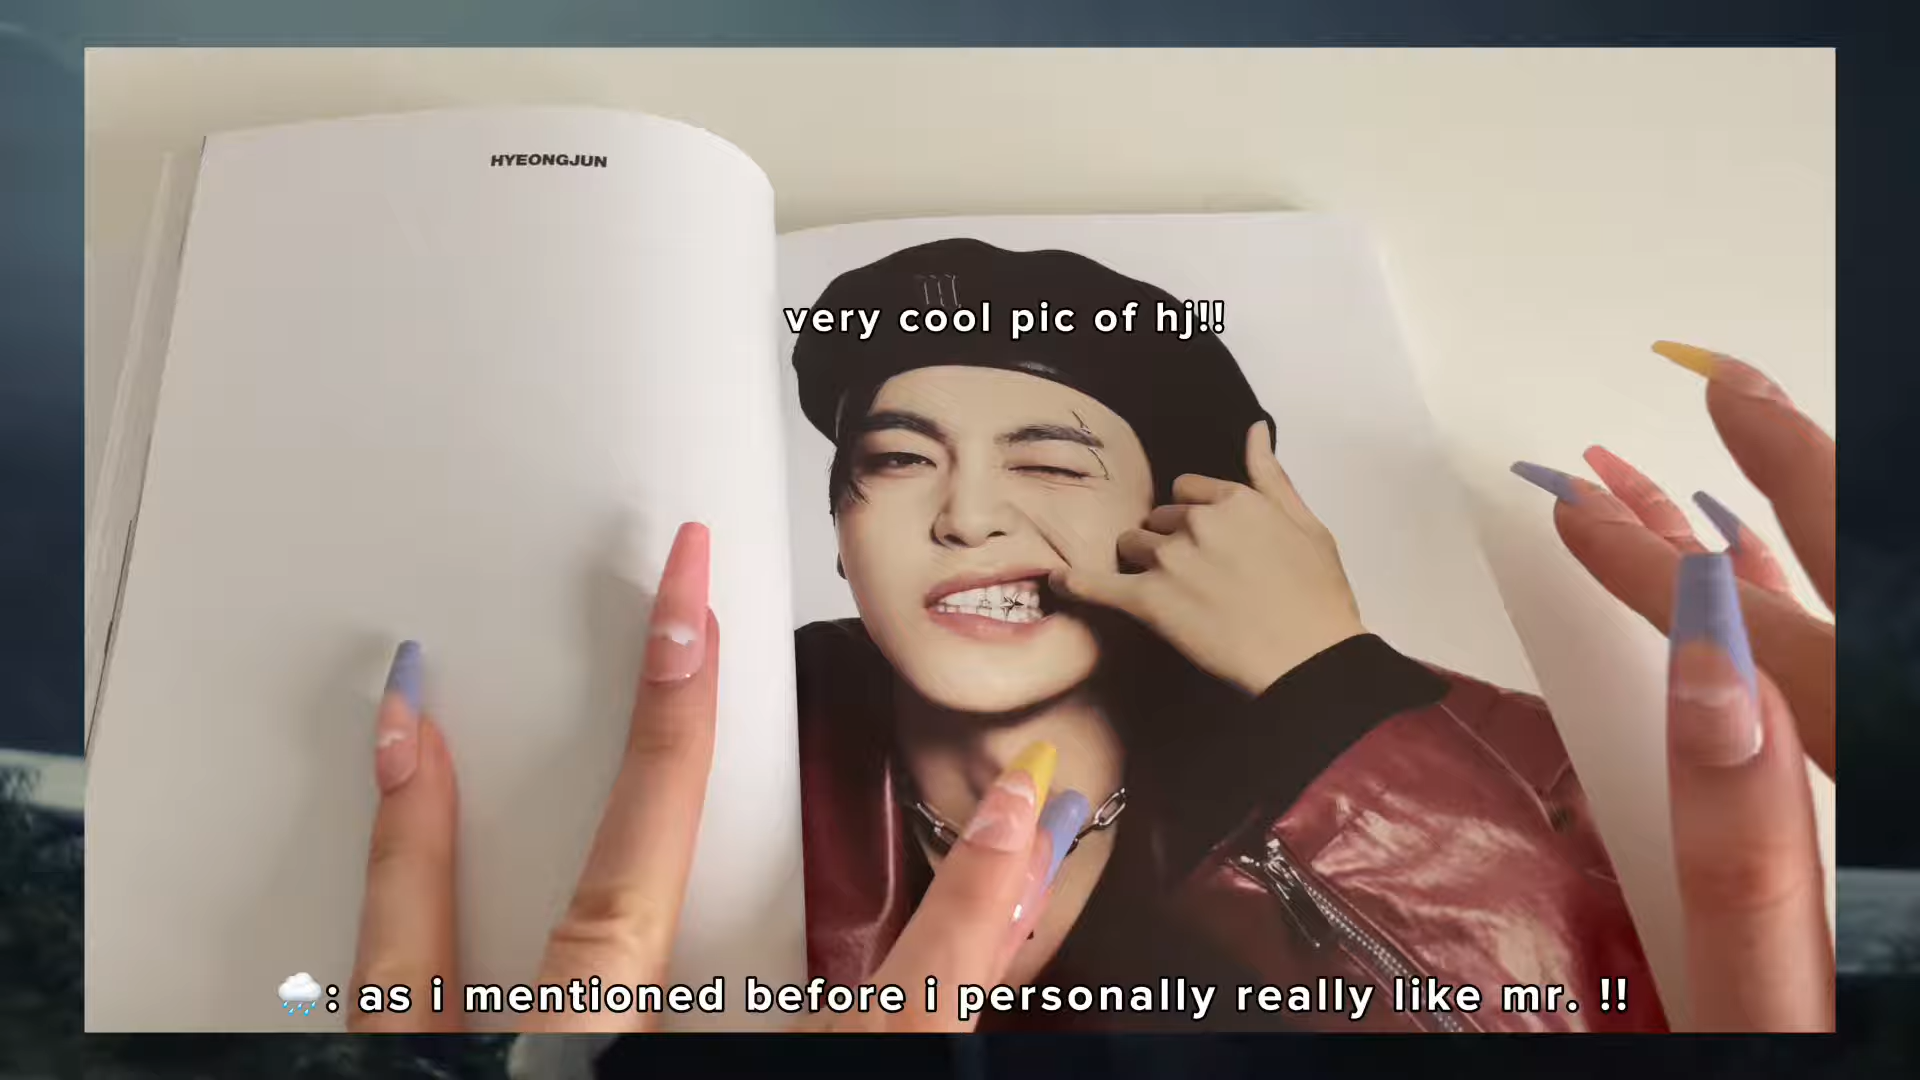 HYEONGJUN
very cool pic of hj!!
🌧️: as i mentioned before i personally really like mr. !!